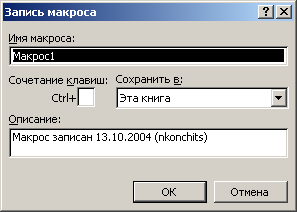 Запись макроса
Имя макроса:
Макрос1
Сочетание клавиш: Сохранить в:
Ctrl+ Эта книга
Описание:
Макрос записан 13.10.2004 (nkonchits)
ОК Отмена